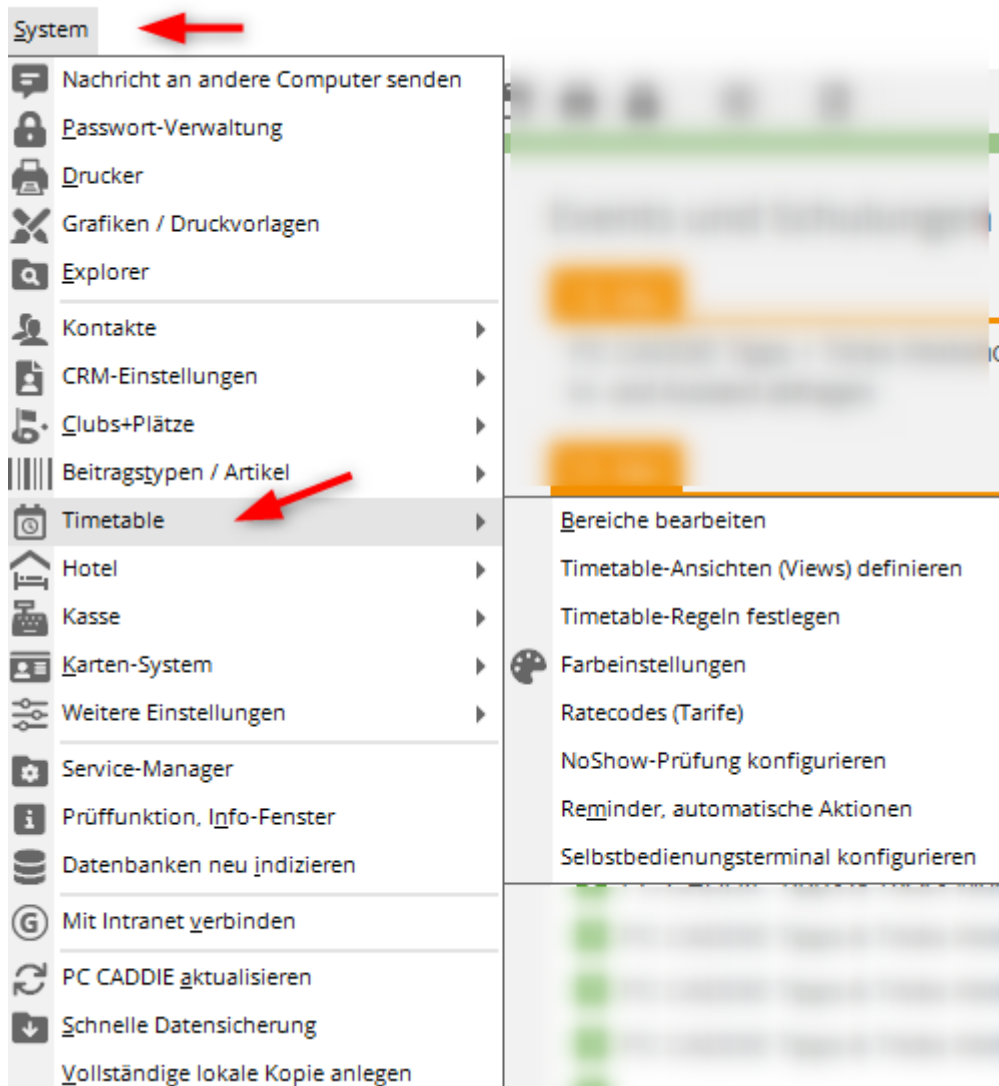 System
Nachricht an andere Computer senden
Passwort-Verwaltung
Drucker
Grafiken / Druckvorlagen
Explorer
Kontakte
CRM-Einstellungen
Clubs+Plätze
Beitragstypen / Artikel
Timetable
Hotel
Kasse
Karten-System
Weitere Einstellungen
Service-Manager
Prüffunktion, Info-Fenster
Datenbanken neu indizieren
Mit Intranet verbinden
PC CADDIE aktualisieren
Schnelle Datensicherung
Vollständige lokale Kopie anlegen
Events und Schulungen
Bereiche bearbeiten
Timetable-Ansichten (Views) definieren
Timetable-Regeln festlegen
Farbeinstellungen
Ratecodes (Tarife)
NoShow-Prüfung konfigurieren
Reminder, automatische Aktionen
Selbstbedienungsterminal konfigurieren